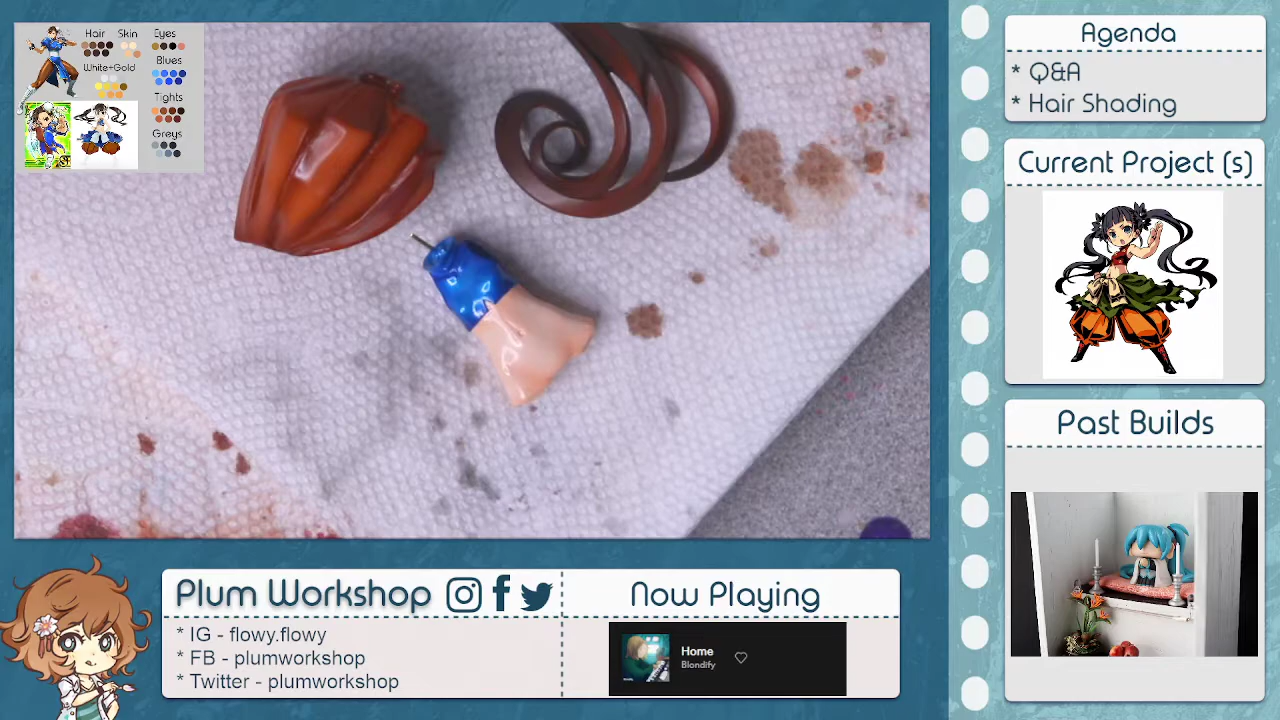 Hair
Skin
Eyes
White+Gold
Blues
Tights
Greys
Agenda
* Q&A
* Hair Shading
Current Project (s)
Past Builds
Plum Workshop
* IG - flowy.flowy
* FB - plumworkshop
* Twitter - plumworkshop
Now Playing
Home
Blondify